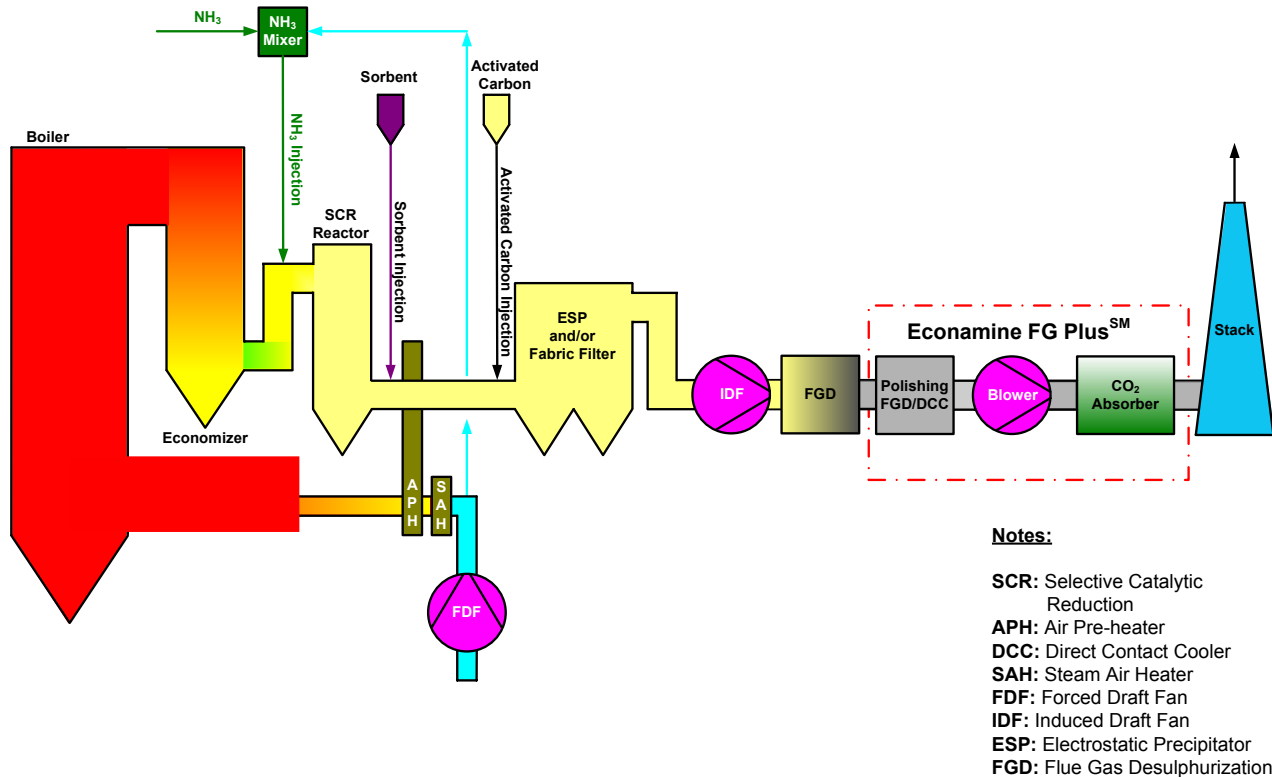 NH3
NH3
Mixer
Activated
Carbon
Sorbent
NH3 Injection
Boiler
SCR
Reactor
Sorbent Injection
Activated Carbon Injection
ESP
and/or
Fabric Filter
Econamine FG PlusSM
Stack
IDF
FGD
Polishing
FGD/DCC
Blower
CO2
Absorber
Economizer
APH
SAH
FDF
Notes:
SCR: Selective Catalytic
Reduction
APH: Air Pre-heater
DCC: Direct Contact Cooler
SAH: Steam Air Heater
FDF: Forced Draft Fan
IDF: Induced Draft Fan
ESP: Electrostatic Precipitator
FGD: Flue Gas Desulphurization